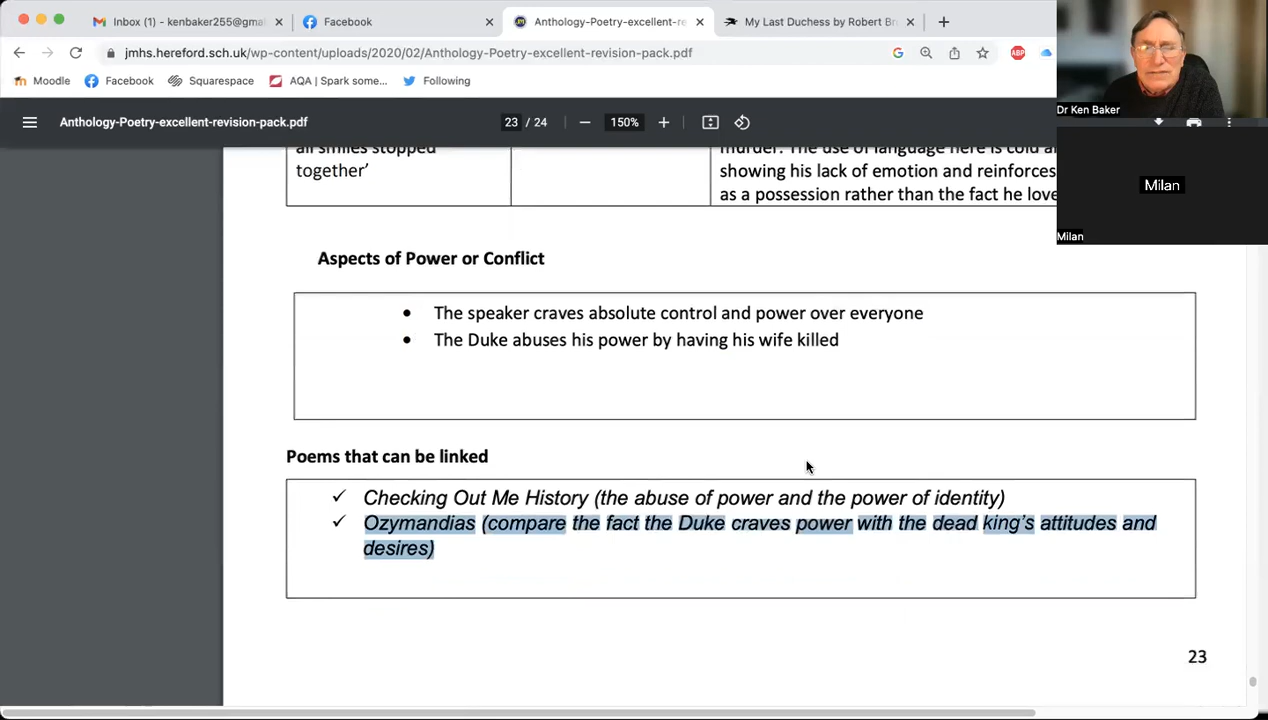 Inbox (1) - kenbaker255@gmai
Facebook
Anthology-Poetry-excellent-re
My Last Duchess by Robert Br
jmhs.hereford.sch.uk/wp-content/uploads/2020/02/Anthology-Poetry-excellent-revision-pack.pdf
ABP
Moodle
Facebook
Squarespace
AQA | Spark some...
Following
Dr Ken Baker
Anthology-Poetry-excellent-revision-pack.pdf
23 / 24
150%
Milan
Milan
all smiles stopped
together'
murder. The use of language here is cold
showing his lack of emotion and reinforces
as a possession rather than the fact he love
Aspects of Power or Conflict
• The speaker craves absolute control and power over everyone
• The Duke abuses his power by having his wife killed
Poems that can be linked
✓ Checking Out Me History (the abuse of power and the power of identity)
✓ Ozymandias (compare the fact the Duke craves power with the dead king's attitudes and
desires)
23